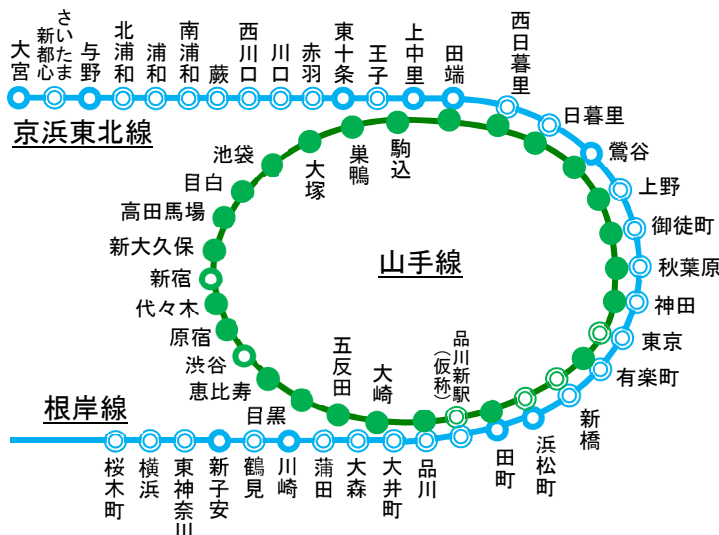 大宮
さいたま
新都心
与野
北浦和
浦和
南浦和
蕨
西川口
川口
赤羽
東十条
王子
上中里
田端
西日暮里
日暮里
鶯谷
上野
御徒町
秋葉原
神田
東京
有楽町
新橋
浜松町
田町
京浜東北線
池袋
大塚
巣鴨
駒込
目白
高田馬場
新大久保
新宿
代々木
原宿
渋谷
恵比寿
目黒
五反田
大崎
品川新駅
(仮称)
山手線
根岸線
桜木町
横浜
東神奈川
新子安
鶴見
川崎
蒲田
大森
大井町
品川